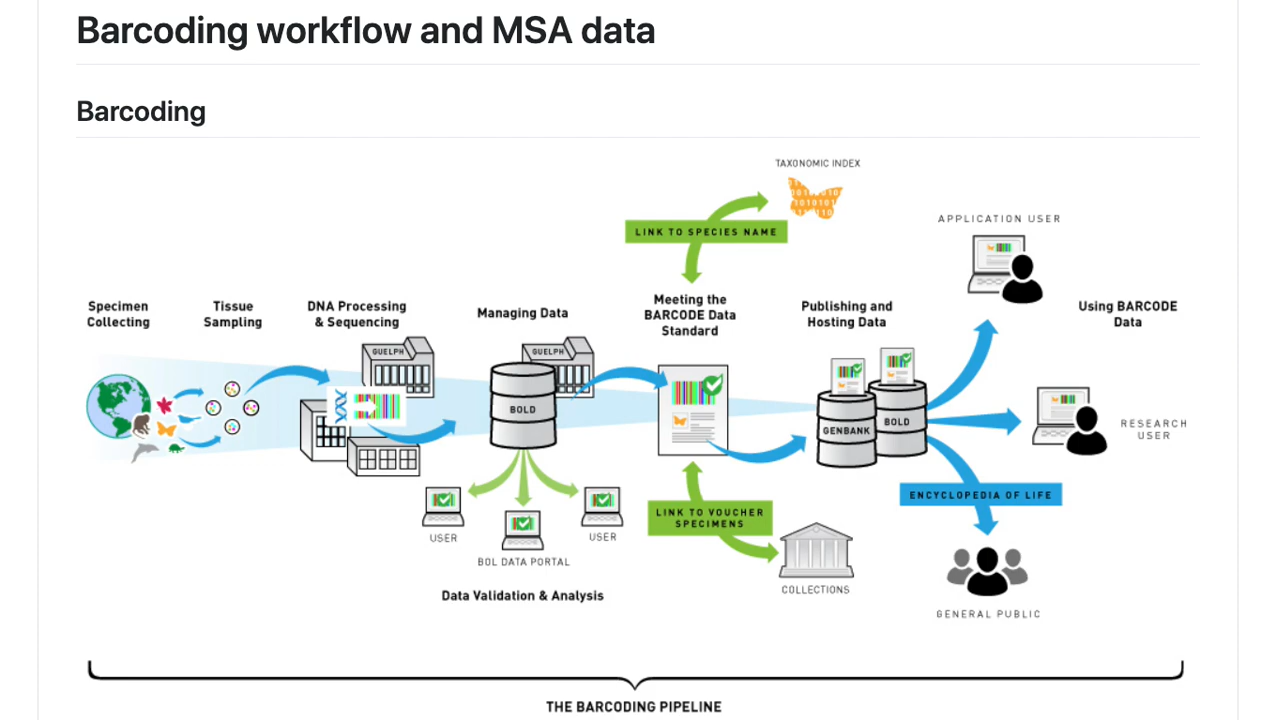 Barcoding workflow and MSA data
Barcoding
TAXONOMIC INDEX
LINK TO SPECIES NAME
APPLICATION USER
Specimen
Collecting
Tissue
Sampling
DNA Processing
& Sequencing
Managing Data
Meeting the
BARCODE Data
Standard
Publishing and
Hosting Data
Using BARCODE
Data
GUELPH
GUELPH
BOLD
GENBANK
BOLD
RESEARCH
USER
ENCYCLOPEDIA OF LIFE
LINK TO VOUCHER
SPECIMENS
USER
BOL DATA PORTAL
USER
COLLECTIONS
Data Validation & Analysis
GENERAL PUBLIC
THE BARCODING PIPELINE